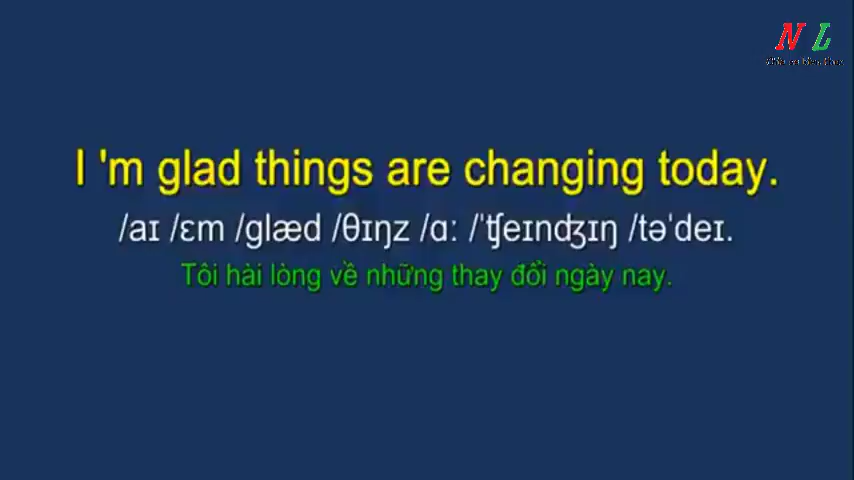 N L
I 'm glad things are changing today.
/aɪ /ɛm /glæd /θɪŋz /ɑː /ˈʧeɪnʤɪŋ /təˈdeɪ.
Tôi hài lòng về những thay đổi ngày nay.